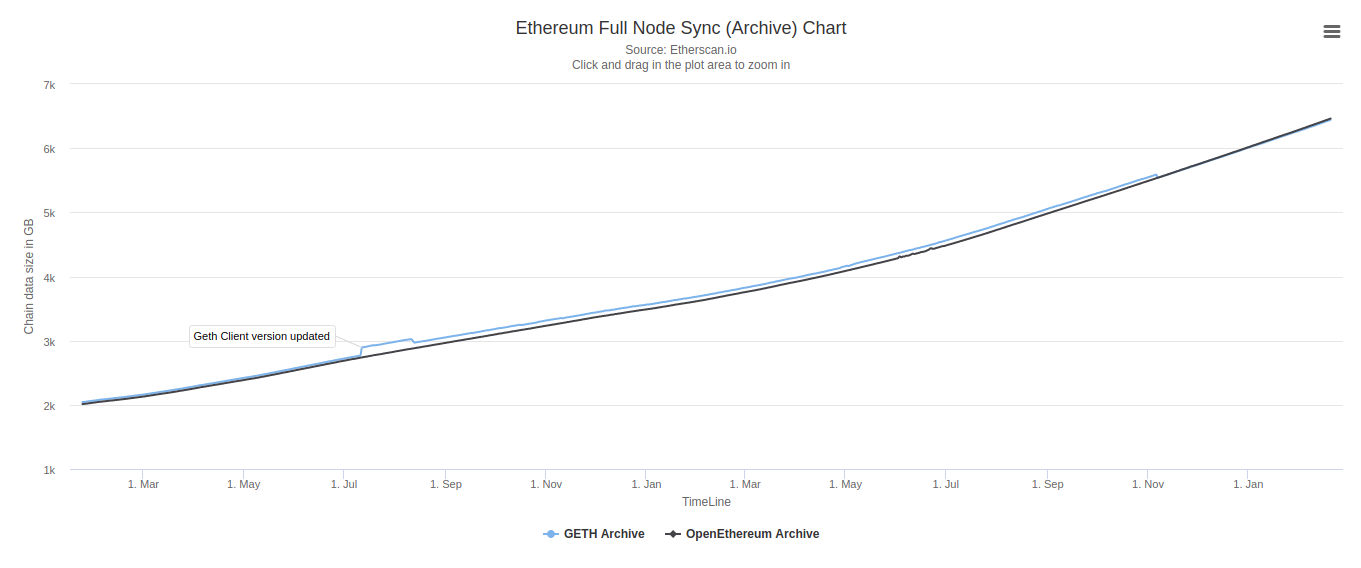 Ethereum Full Node Sync (Archive) Chart
Source: Etherscan.io
Click and drag in the plot area to zoom in
Chain data size in GB
7k
6k
5k
4k
3k
2k
1k
Geth Client version updated
1. Mar
1. May
1. Jul
1. Sep
1. Nov
1. Jan
1. Mar
1. May
1. Jul
1. Sep
1. Nov
1. Jan
TimeLine
GETH Archive
OpenEthereum Archive